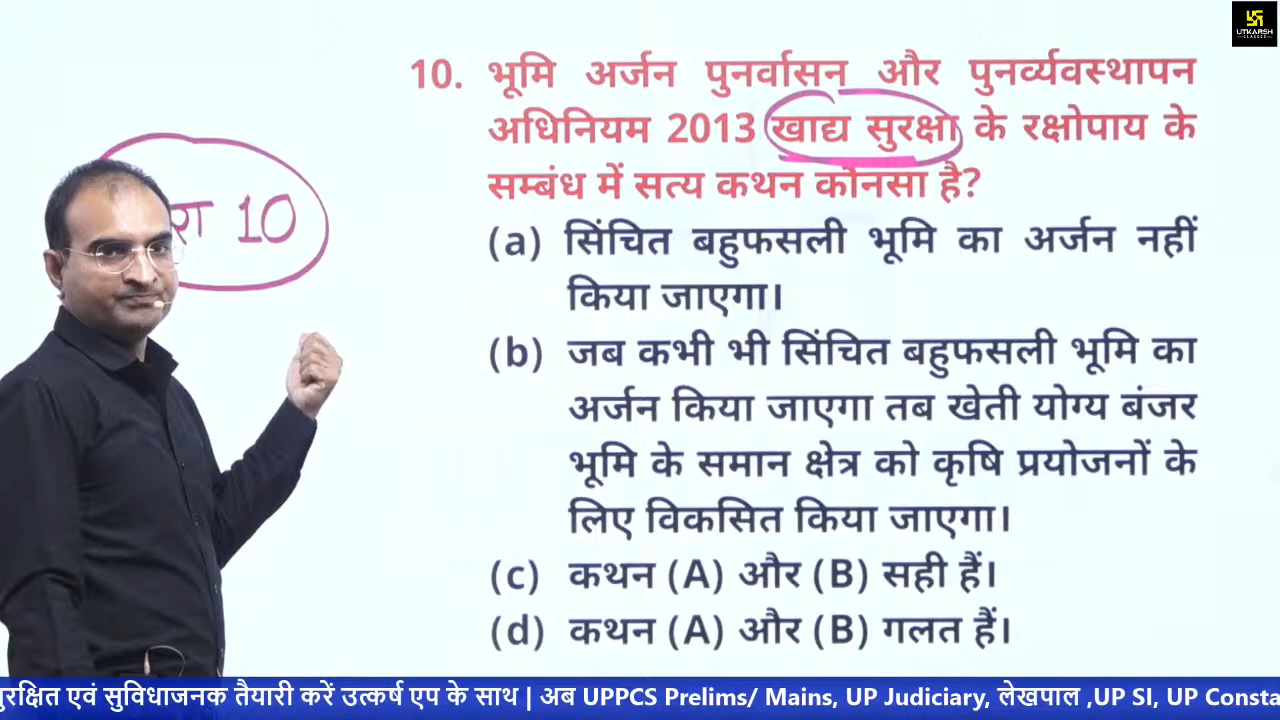 UTKARSH
CLASSES
10. भूमि अर्जन पुनर्वासन और पुनर्व्यवस्थापन
अधिनियम 2013 खाद्य सुरक्षा के रक्षोपाय के
सम्बंध में सत्य कथन कौनसा है?
10
(a) सिंचित बहुफसली भूमि का अर्जन नहीं
किया जाएगा।
(b) जब कभी भी सिंचित बहुफसली भूमि का
अर्जन किया जाएगा तब खेती योग्य बंजर
भूमि के समान क्षेत्र को कृषि प्रयोजनों के
लिए विकसित किया जाएगा।
(c) कथन (A) और (B) सही हैं।
(d) कथन (A) और (B) गलत हैं।
एवं सुविधाजनक तैयारी करें उत्कर्ष एप के साथ | अब UPPCS Prelims/ Mains, UP Judiciary, लेखपाल ,UP SI, UP